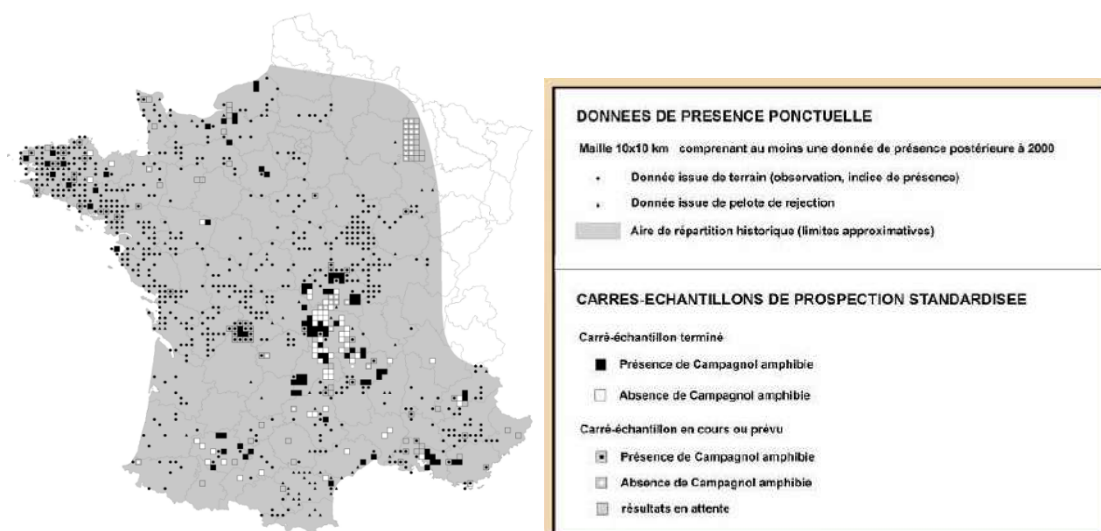 DONNEES DE PRESENCE PONCTUELLE
Maille 10x10 km comprenant au moins une donnée de présence postérieure à 2000
Donnée issue de terrain (observation, indice de présence)
Donnée issue de pelote de rejection
Aire de répartition historique (limites approximatives)
CARRES-ECHANTILLONS DE PROSPECTION STANDARDISEE
Carré-échantillon terminé
Présence de Campagnol amphibie
Absence de Campagnol amphibie
Carré-échantillon en cours ou prévu
Présence de Campagnol amphibie
Absence de Campagnol amphibie
résultats en attente